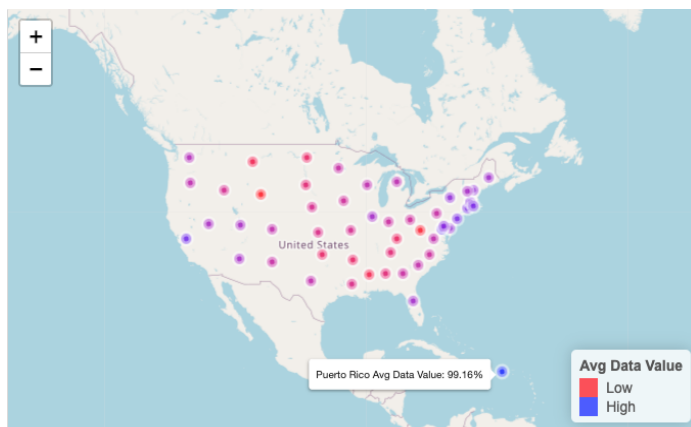 +
−
United States
Puerto Rico Avg Data Value: 99.16%
Avg Data Value
Low
High